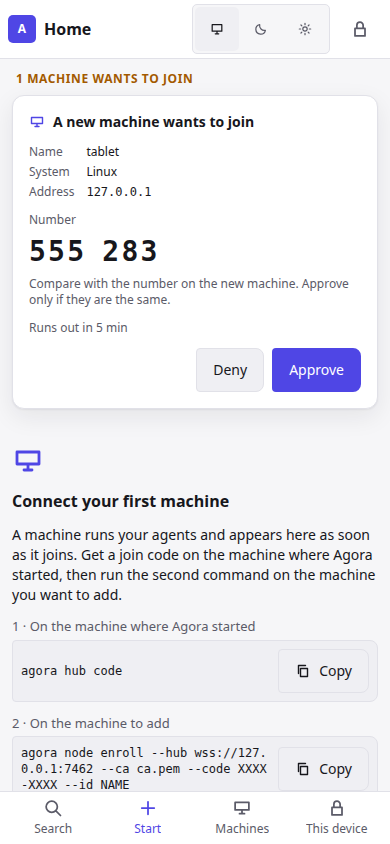 A Home
1 MACHINE WANTS TO JOIN
A new machine wants to join
Name tablet
System Linux
Address 127.0.0.1
Number
555 283
Compare with the number on the new machine. Approve
only if they are the same.
Runs out in 5 min
Deny Approve
Connect your first machine
A machine runs your agents and appears here as soon
as it joins. Get a join code on the machine where Agora
started, then run the second command on the machine
you want to add.
1 · On the machine where Agora started
agora hub code Copy
2 · On the machine to add
agora node enroll --hub wss://127.
0.0.1:7462 --ca ca.pem --code XXXX
-XXXX --id NAME
Copy
Search Start Machines This device